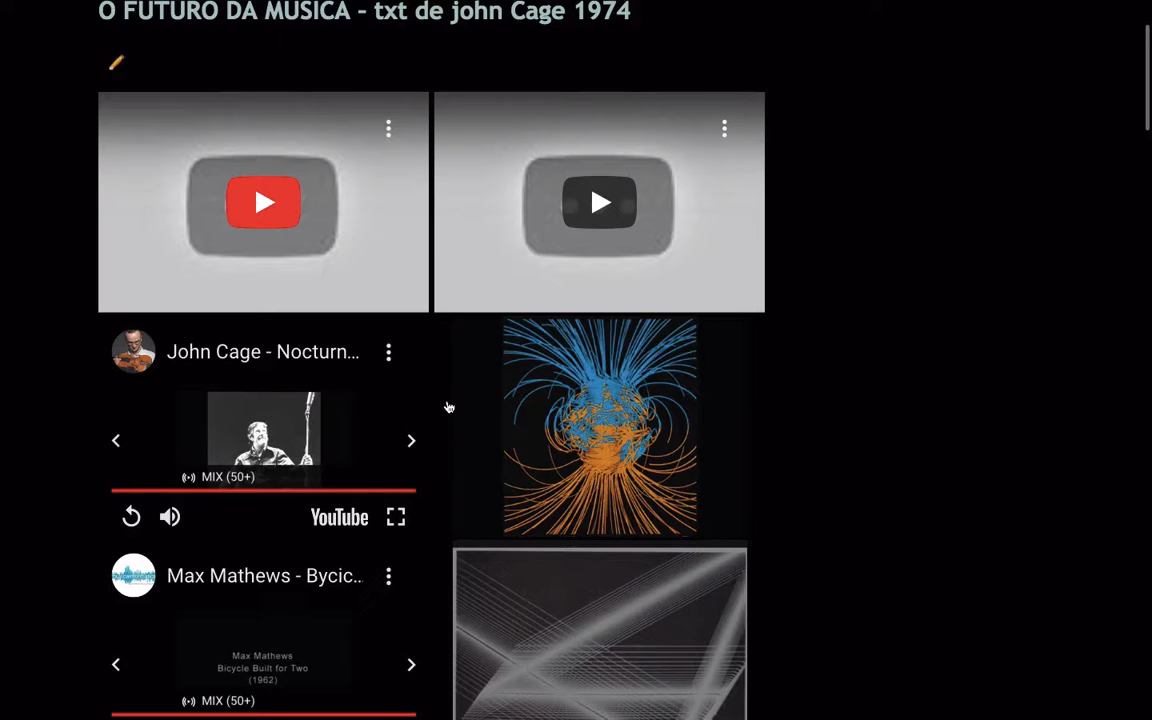 O FUTURO DA MUSICA – txt de john Cage 1974
John Cage - Nocturn...
MIX (50+)
YouTube
Max Mathews - Bycic...
Max Mathews
Bicycle Built for Two
(1962)
MIX (50+)